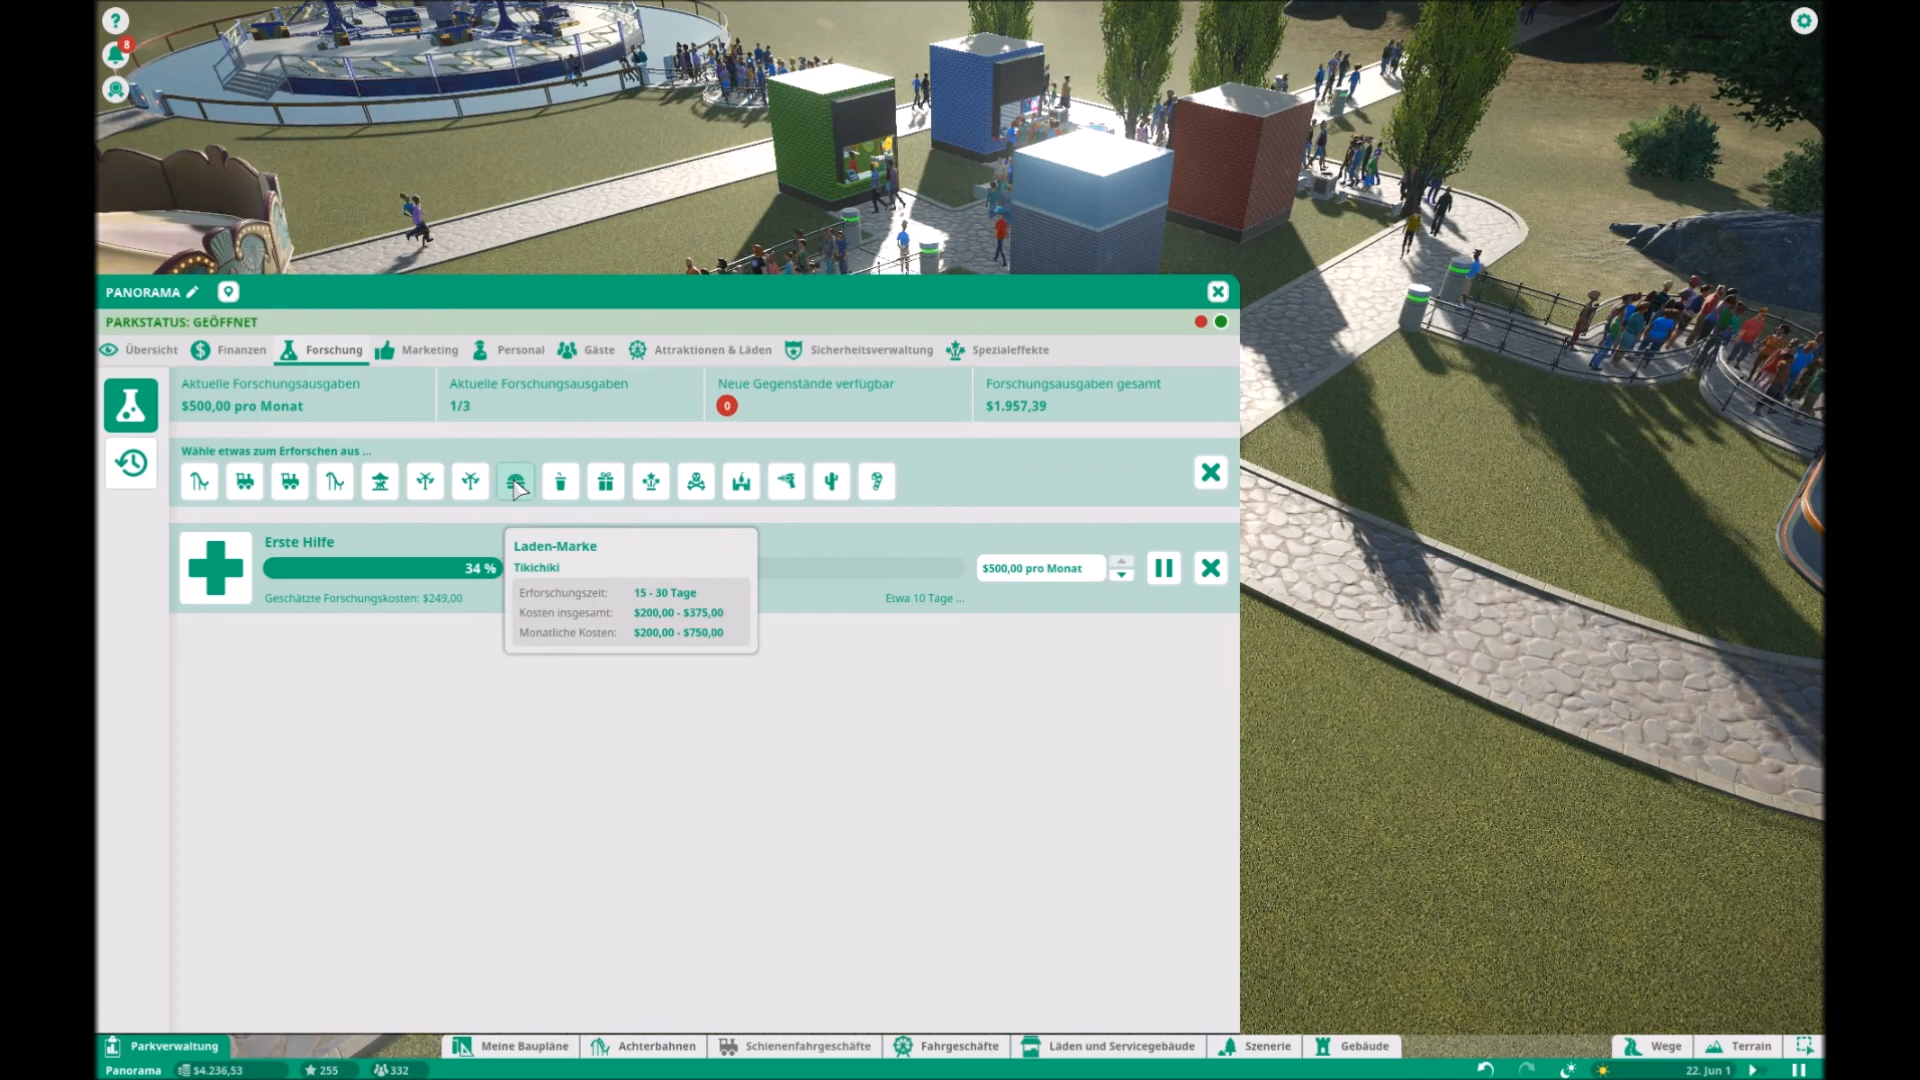 ?
8
PANORAMA
PARKSTATUS: GEÖFFNET
Übersicht
Finanzen
Forschung
Marketing
Personal
Gäste
Attraktionen & Läden
Sicherheitsverwaltung
Spezialeffekte
Aktuelle Forschungsausgaben
$500,00 pro Monat
Aktuelle Forschungsausgaben
1/3
Neue Gegenstände verfügbar
0
Forschungsausgaben gesamt
$1.957,39
Wähle etwas zum Erforschen aus ...
Erste Hilfe
34 %
Geschätzte Forschungskosten: $249,00
$500,00 pro Monat
Etwa 10 Tage ...
Laden-Marke
Tikichiki
Erforschungszeit: 15 - 30 Tage
Kosten insgesamt: $200,00 - $375,00
Monatliche Kosten: $200,00 - $750,00
Parkverwaltung
Meine Baupläne
Achterbahnen
Schienenfahrgeschäfte
Fahrgeschäfte
Läden und Servicegebäude
Szenerie
Gebäude
Wege
Terrain
Panorama
$4.236,53
255
332
22. Jun 1